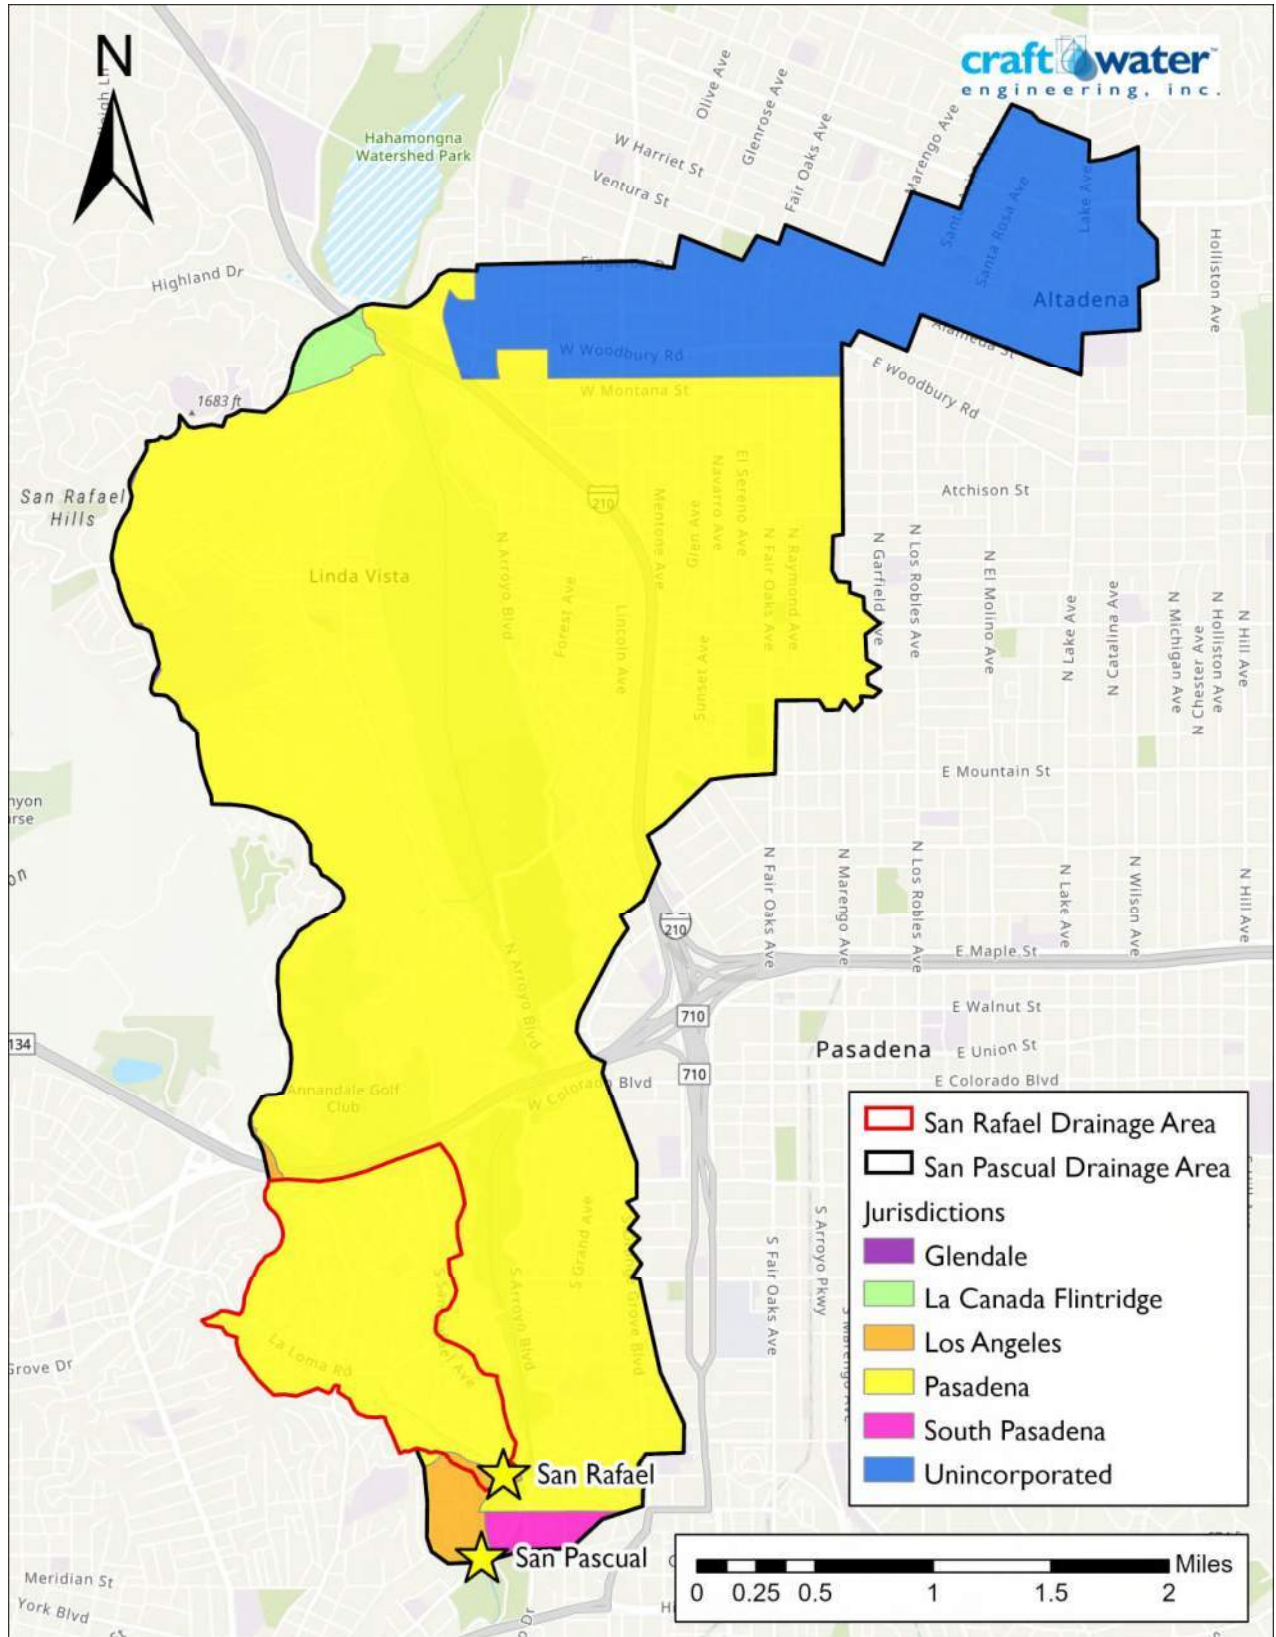 N
craft water™
engineering, inc.
Olive Ave
Glenrose Ave
Fair Oaks Ave
Marengo Ave
W Harriet St
Ventura St
Hahamongna
Watershed Park
Highland Dr
Santa Rosa Ave
Lake Ave
Holliston Ave
Altadena
W Woodbury Rd
Alameda St
E Woodbury Rd
W Montana St
1683 ft
San Rafael
Hills
Atchison St
210
Linda Vista
N Arroyo Blvd
Forest Ave
Lincoln Ave
Mentone Ave
Glen Ave
Navarro Ave
El Sereno Ave
N Fair Oaks Ave
N Raymond Ave
Sunset Ave
N Garfield Ave
N Los Robles Ave
N El Molino Ave
N Lake Ave
N Catalina Ave
N Michigan Ave
N Chester Ave
N Holliston Ave
N Hill Ave
E Mountain St
N Fair Oaks Ave
N Marengo Ave
N Los Robles Ave
N Lake Ave
N Wilson Ave
N Hill Ave
210
E Maple St
N Arroyo Blvd
E Walnut St
710
134
Pasadena
E Union St
710
E Colorado Blvd
W Colorado Blvd
Annandale Golf
Club
San Rafael Drainage Area
San Pascual Drainage Area
Jurisdictions
Glendale
La Canada Flintridge
Los Angeles
Pasadena
South Pasadena
Unincorporated
S Grand Ave
S Arroyo Blvd
S Fair Oaks Ave
S Arroyo Pkwy
La Loma Rd
Grove Dr
San Rafael
San Pascual
Meridian St
York Blvd
Miles
0 0.25 0.5 1 1.5 2